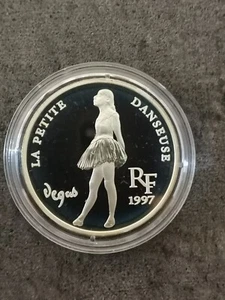 LA PETITE DANSEUSE
Degas
RF
1997